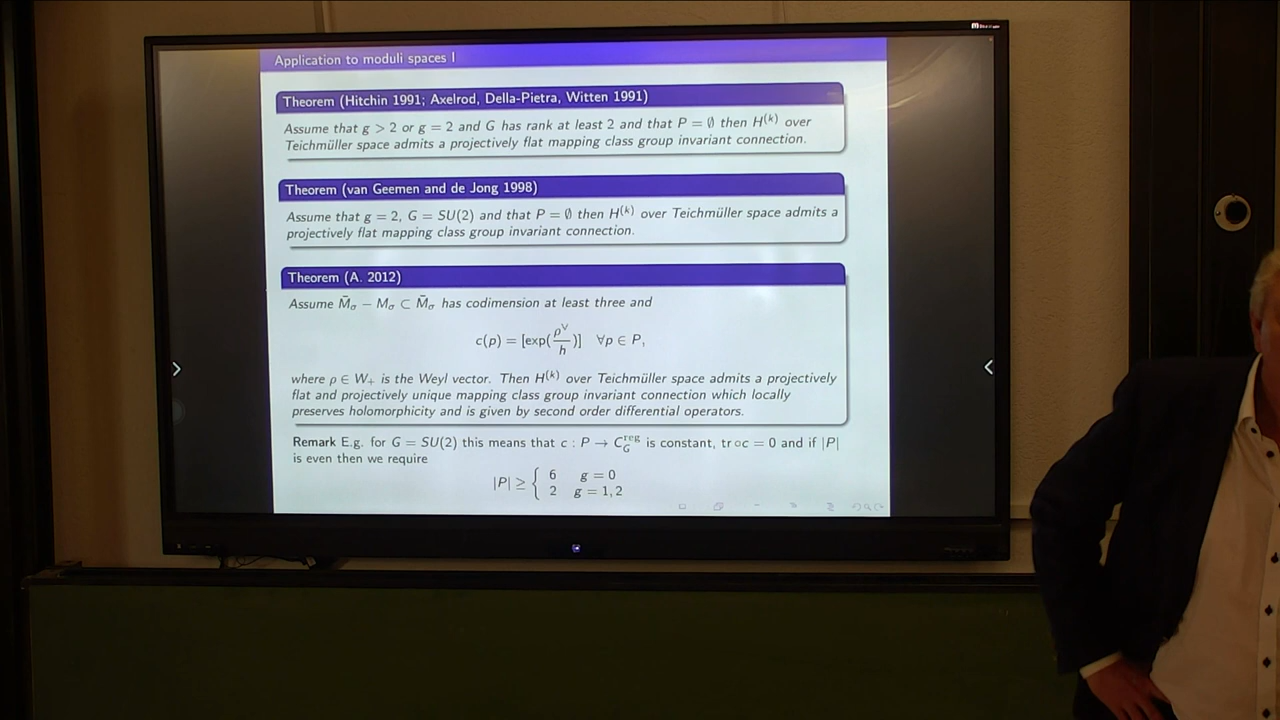 Application to moduli spaces I
Theorem (Hitchin 1991; Axelrod, Della-Pietra, Witten 1991)
Assume that g > 2 or g = 2 and G has rank at least 2 and that P = ∅ then H^(k) over
Teichmüller space admits a projectively flat mapping class group invariant connection.
Theorem (van Geemen and de Jong 1998)
Assume that g = 2, G = SU(2) and that P = ∅ then H^(k) over Teichmüller space admits a
projectively flat mapping class group invariant connection.
Theorem (A. 2012)
Assume M̄_σ − M_σ ⊂ M̄_σ has codimension at least three and
c(p) = [exp(ρ^∨/h)] ∀p ∈ P,
where ρ ∈ W₊ is the Weyl vector. Then H^(k) over Teichmüller space admits a projectively
flat and projectively unique mapping class group invariant connection which locally
preserves holomorphicity and is given by second order differential operators.
Remark E.g. for G = SU(2) this means that c : P → C_G^reg is constant, tr ∘c = 0 and if |P|
is even then we require
|P| ≥ { 6 g = 0
2 g = 1, 2